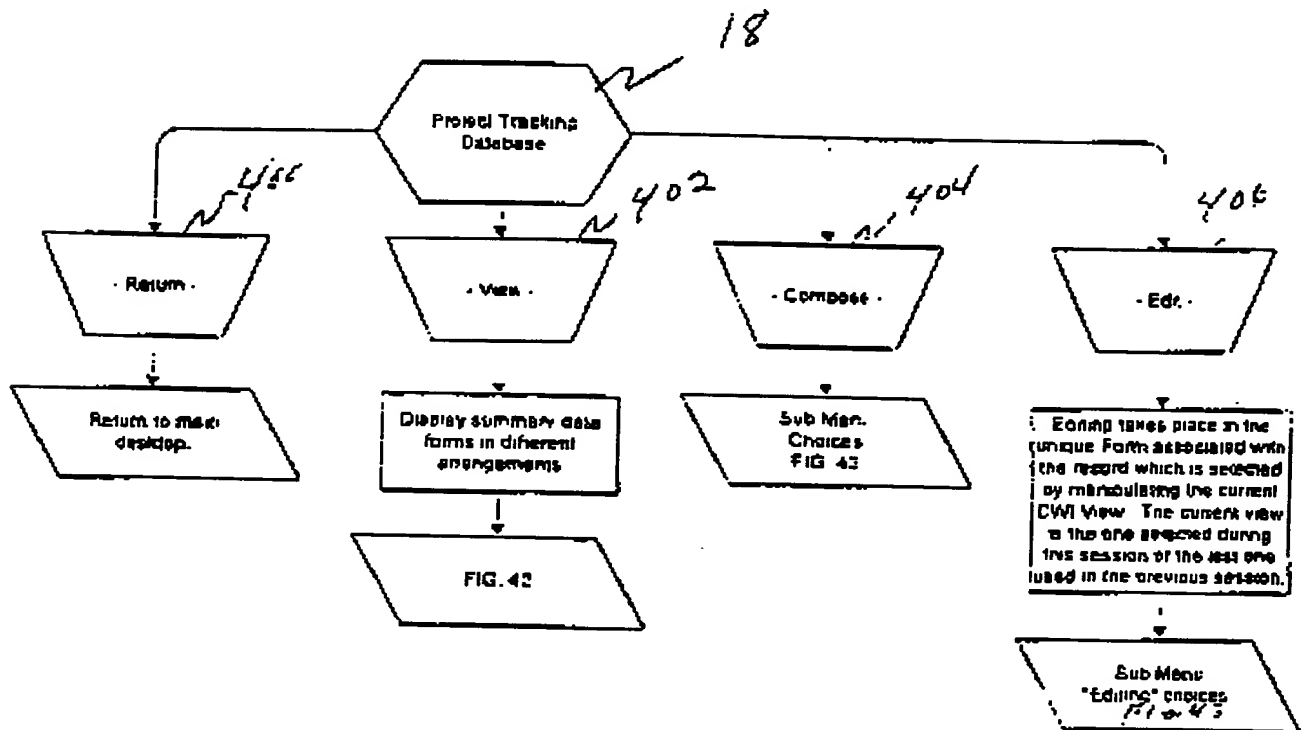 18
Project Tracking
Database
402
404
- Return -
- View -
- Compose -
- Edit -
Return to main
desktop.
Display summary data
forms in different
arrangements
Sub Menu
Choices
FIG. 43
Editing takes place in the
unique Form associated with
the record which is selected
by manipulating the current
DWI View. The current view
is the one selected during
this session or the last one
used in the previous session.
FIG. 42
Sub Menu
"Editing" choices